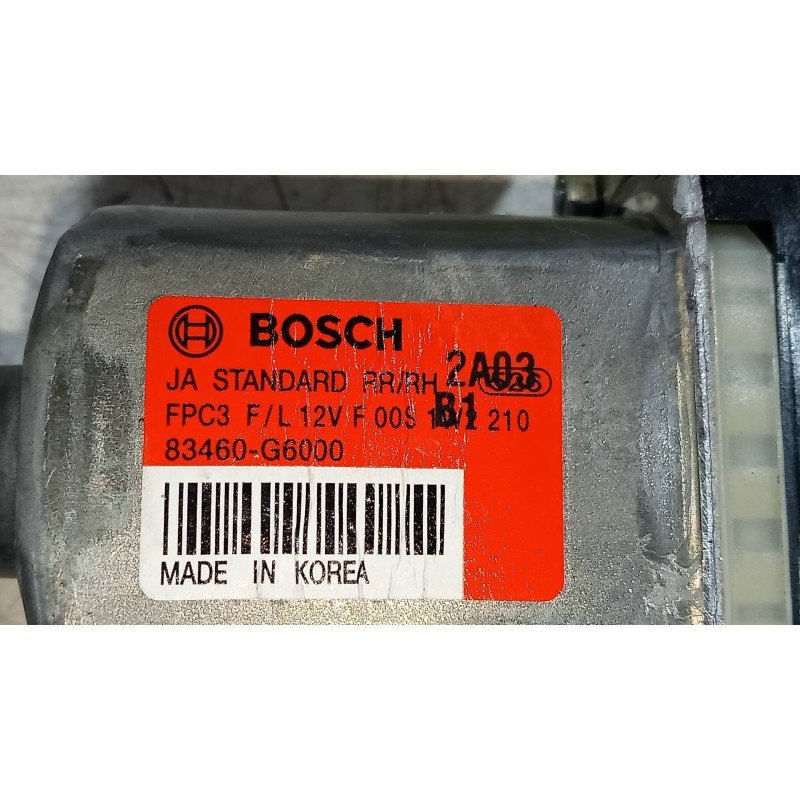 BOSCH
JA STANDARD RR/RH 2A03
FPC3 F/L 12V F 00S B1 210
83460-G6000
MADE IN KOREA